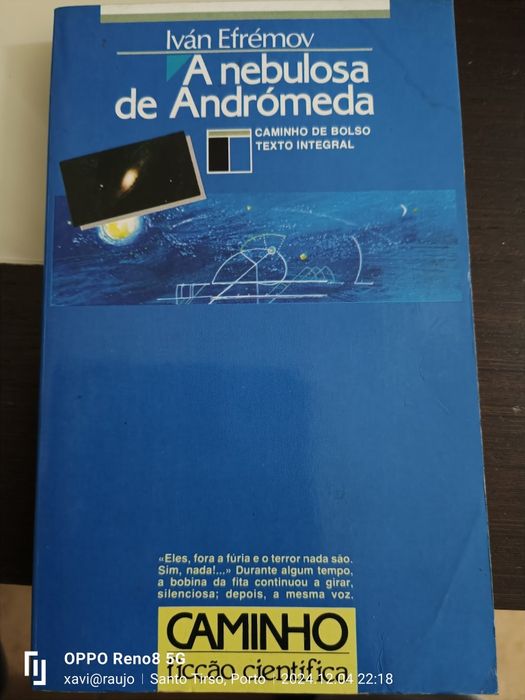 Iván Efrémov
A nebulosa
de Andrómeda
CAMINHO DE BOLSO
TEXTO INTEGRAL
«Eles, fora a fúria e o terror nada são.
Sim, nada!...» Durante algum tempo,
a bobina da fita continuou a girar,
silenciosa; depois, a mesma voz.
CAMINHO
ficção científica
OPPO Reno8 5G
xavi@raujo | Santo Tirso, Porto | 2024.12.04 22:18